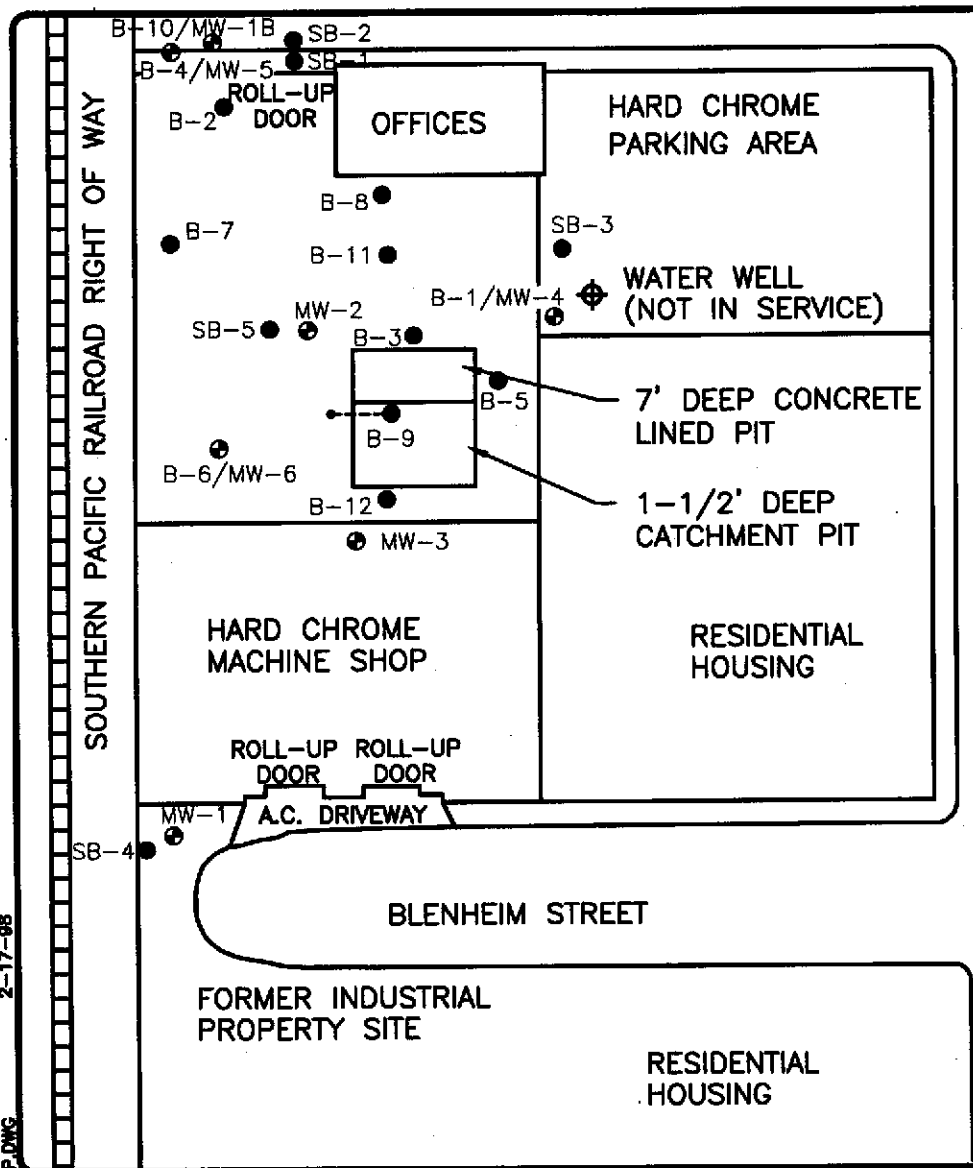 B-10/MW-1B
SB-2
B-4/MW-5
SB-1
ROLL-UP
DOOR
B-2
OFFICES
HARD CHROME
PARKING AREA
B-8
B-7
B-11
SB-3
WATER WELL
(NOT IN SERVICE)
B-1/MW-4
SB-5
MW-2
B-3
B-5
7' DEEP CONCRETE
LINED PIT
B-9
B-6/MW-6
1-1/2' DEEP
CATCHMENT PIT
B-12
MW-3
SOUTHERN PACIFIC RAILROAD RIGHT OF WAY
HARD CHROME
MACHINE SHOP
RESIDENTIAL
HOUSING
ROLL-UP
DOOR
ROLL-UP
DOOR
A.C. DRIVEWAY
MW-1
SB-4
BLENHEIM STREET
FORMER INDUSTRIAL
PROPERTY SITE
RESIDENTIAL
HOUSING
2-17-98
P.DWG